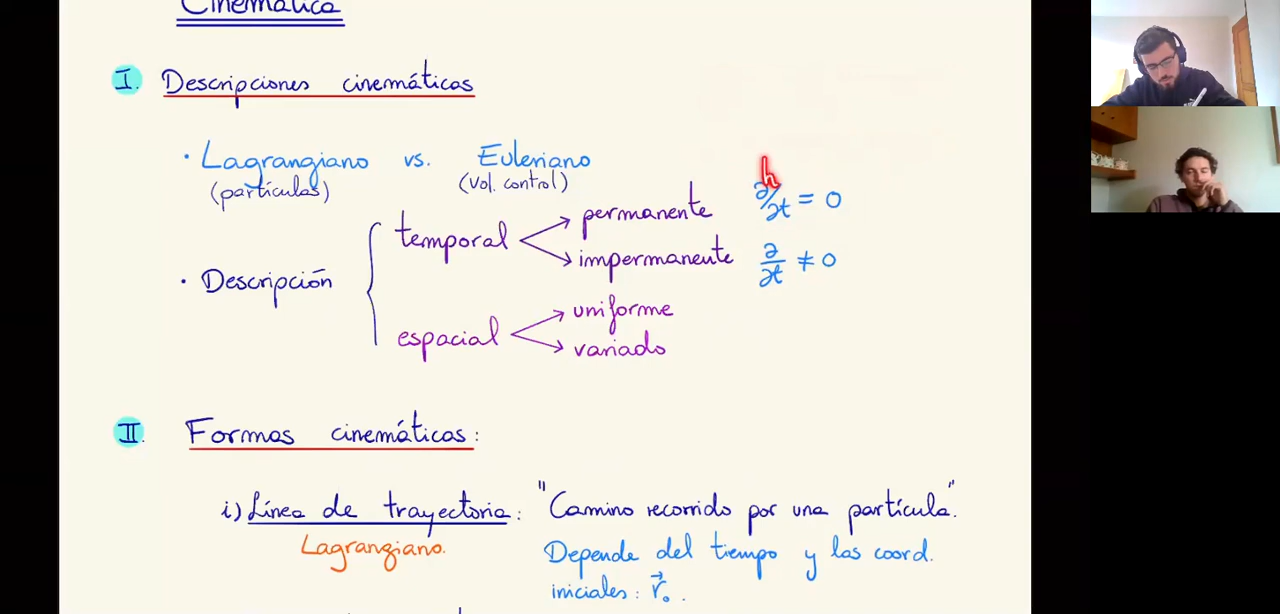 Cinemática
I. Descripciones cinemáticas
· Lagrangiano vs. Euleriano
(partículas) (Vol. control)
h
temporal permanente ∂/∂t = 0
impermanente ∂/∂t ≠ 0
· Descripción
espacial uniforme
variado
II. Formas cinemáticas:
i) Línea de trayectoria: "Camino recorrido por una partícula".
Lagrangiano. Depende del tiempo y las coord.
iniciales: r⃗₀.